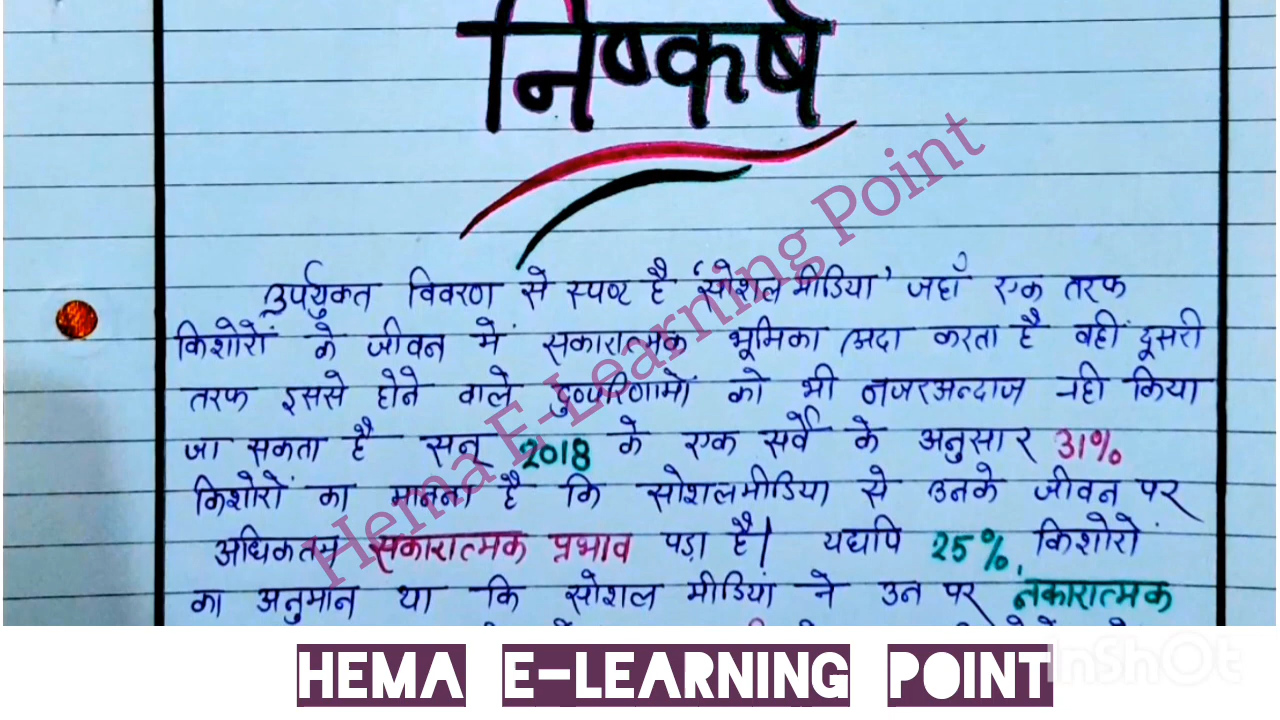 निष्कर्ष
उर्पयुक्त विवरण से स्पष्ट है 'सोशल मीडिया' जहाँ एक तरफ
किशोरों के जीवन में सकारात्मक भूमिका अदा करता है वहीं दूसरी
तरफ इससे होने वाले दुष्परिणामों को भी नजरअन्दाज नही किया
जा सकता है सन् 2018 के एक सर्वे के अनुसार 31%
किशोरों का मानना है कि सोशलमीडिया से उनके जीवन पर
अधिकतम सकारात्मक प्रभाव पड़ा है। यद्यपि 25% किशोरों
का अनुमान था कि सोशल मीडिया ने उन पर नकारात्मक
Hema E-Learning Point
HEMA E-LEARNING POINT
InShOt